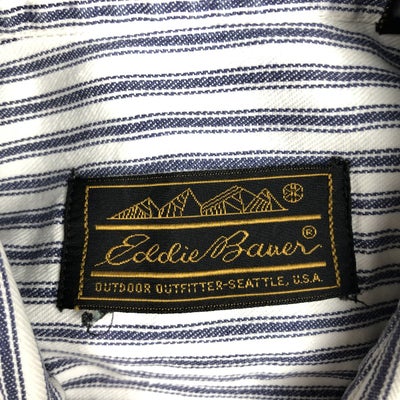 Eddie Bauer ®
OUTDOOR OUTFITTER-SEATTLE, U.S.A.